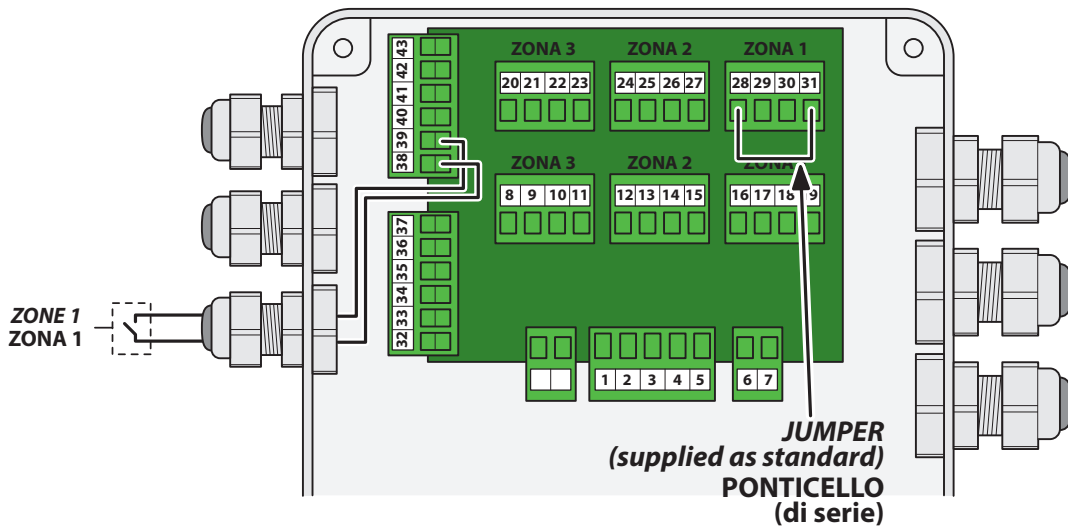 ZONA 3 ZONA 2 ZONA 1
43
42
41
40
39
38
20 21 22 23 24 25 26 27 28 29 30 31
ZONA 3 ZONA 2 ZONA
8 9 10 11 12 13 14 15 16 17 18 9
37
36
35
34
33
32
ZONE 1
ZONA 1
1 2 3 4 5 6 7
JUMPER
(supplied as standard)
PONTICELLO
(di serie)